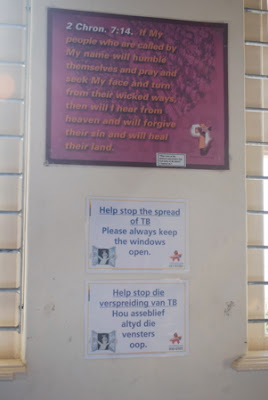 2 Chron. 7:14. If My
people who are called by
My name will humble
themselves and pray and
seek My face and turn
from their wicked ways,
then will I hear from
heaven and will forgive
their sin and will heal
their land.
Help stop the spread
of TB
Please always keep
the windows
open.
Help stop die
verspreiding van TB
Hou asseblief
altyd die
vensters
oop.